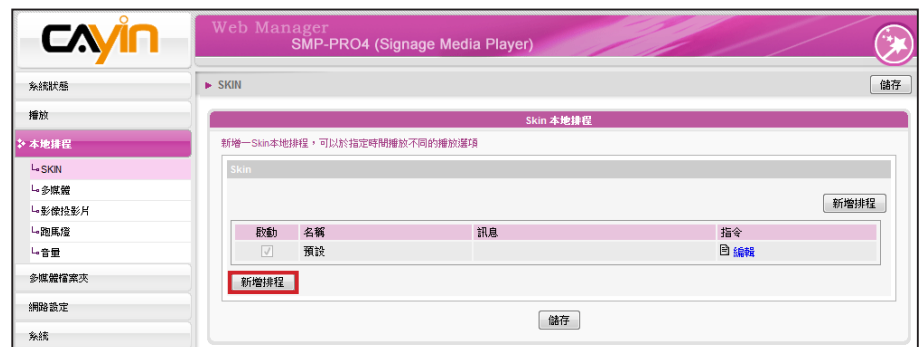 CAYIN
Web Manager
SMP-PRO4 (Signage Media Player)
系統狀態
播放
本地排程
SKIN
多媒體
影像投影片
跑馬燈
音量
多媒體檔案夾
網路設定
系統
SKIN
儲存
Skin 本地排程
新增一Skin本地排程，可以於指定時間播放不同的播放選項
Skin
新增排程
啟動 名稱 訊息 指令
預設 編輯
新增排程
儲存